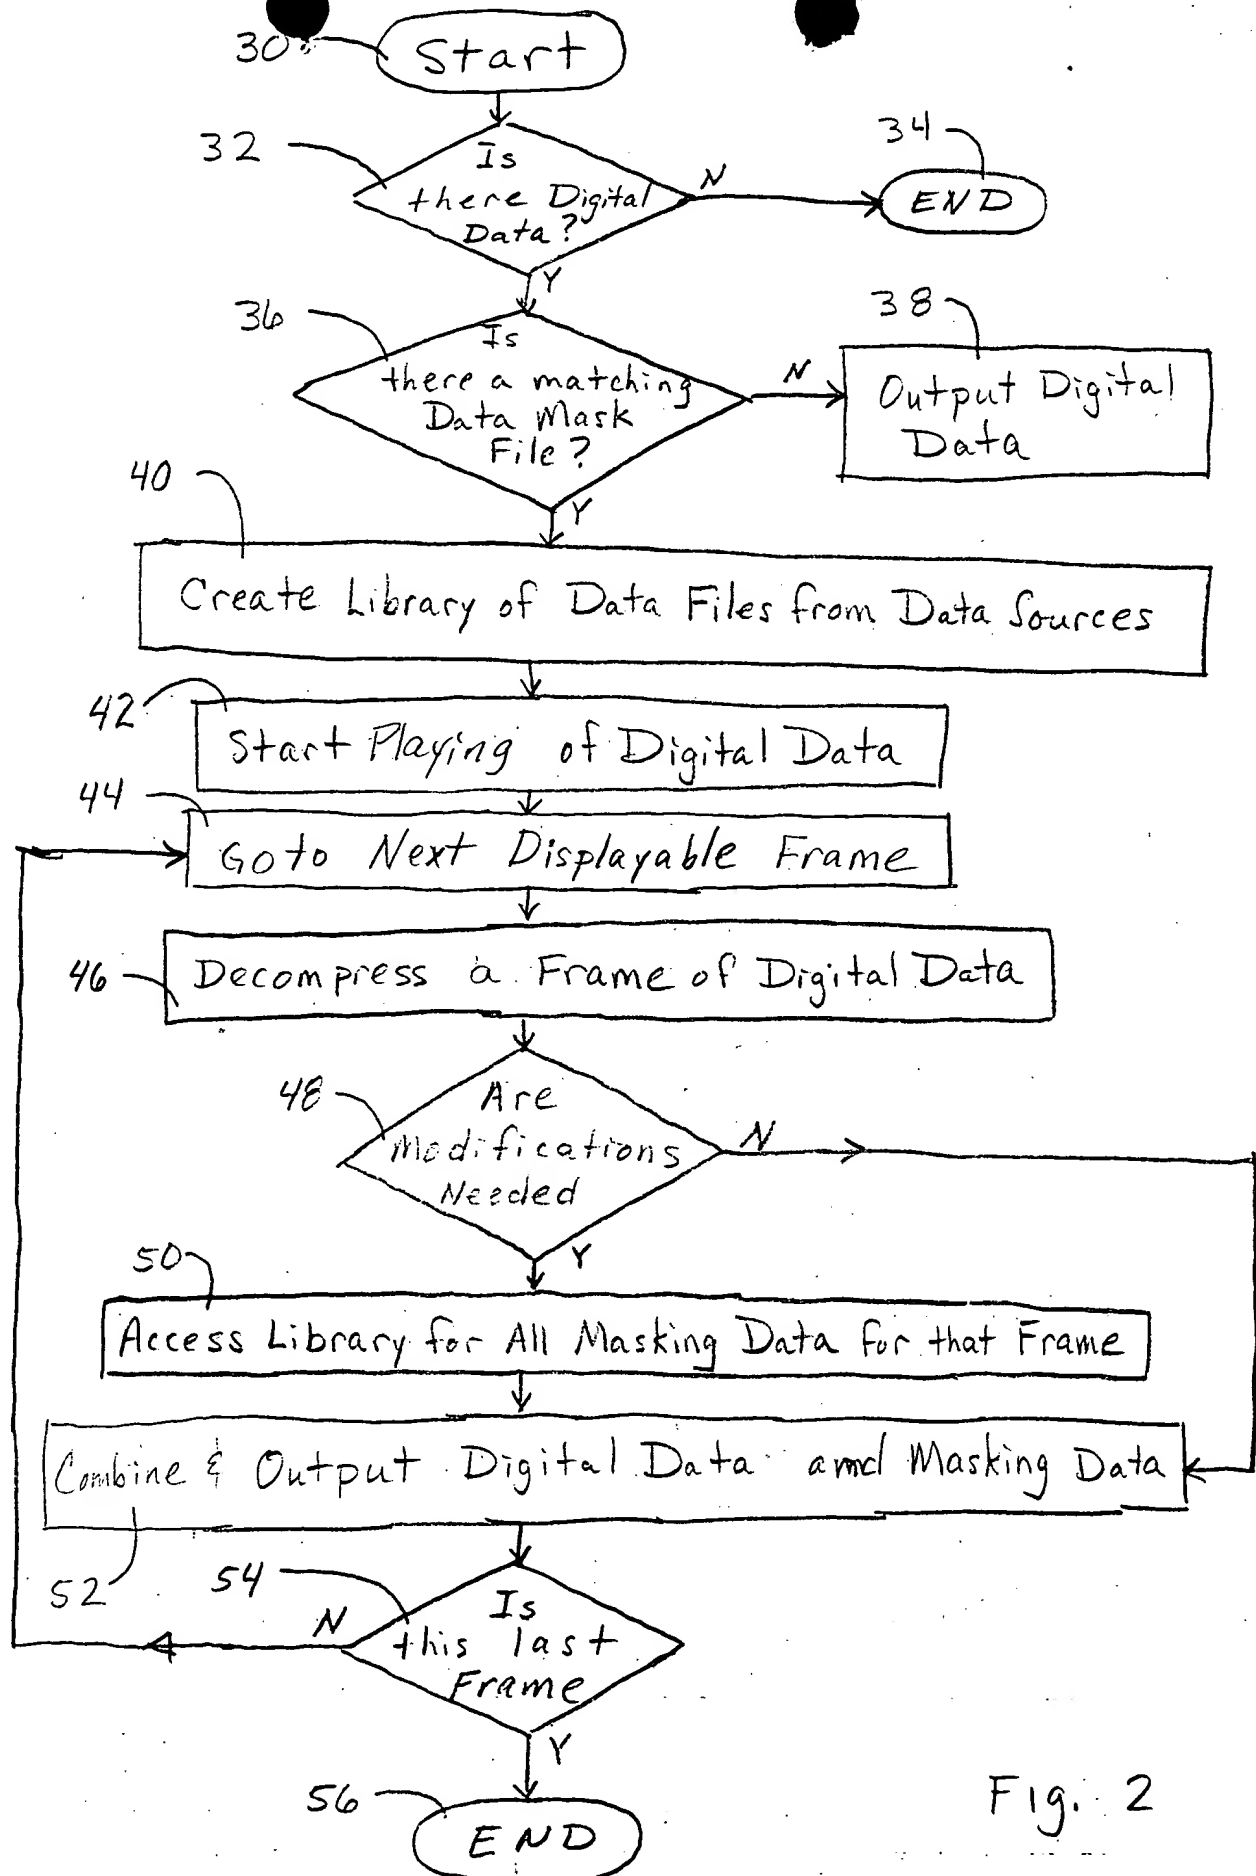 30
Start
32
Is
there Digital
Data?
N
34
END
Y
36
Is
there a matching
Data Mask
File?
N
38
Output Digital
Data
Y
40
Create Library of Data Files from Data Sources
42
Start Playing of Digital Data
44
Goto Next Displayable Frame
46
Decompress a Frame of Digital Data
48
Are
Modifications
Needed
N
Y
50
Access Library for All Masking Data for that Frame
Combine & Output Digital Data and Masking Data
52
54
Is
this last
Frame
N
Y
56
END
Fig. 2